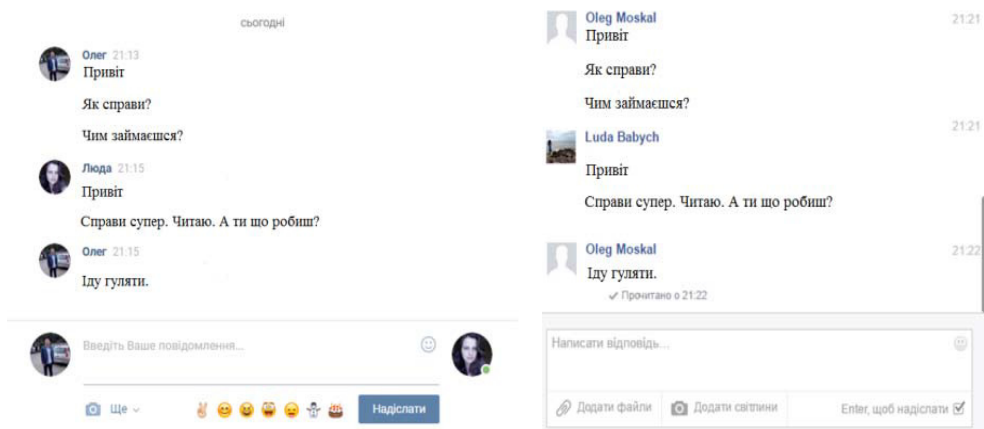 сьогодні
Олег 21:13
Привіт
Як справи?
Чим займаєшся?
Люда 21:15
Привіт
Справи супер. Читаю. А ти що робиш?
Олег 21:15
Іду гуляти.
Введіть Ваше повідомлення...
Ще
Надіслати
Oleg Moskal 21:21
Привіт
Як справи?
Чим займаєшся?
21:21
Luda Babych
Привіт
Справи супер. Читаю. А ти що робиш?
Oleg Moskal 21:22
Іду гуляти.
Прочитано о 21:22
Написати відповідь...
Додати файли Додати світлини Enter, щоб надіслати